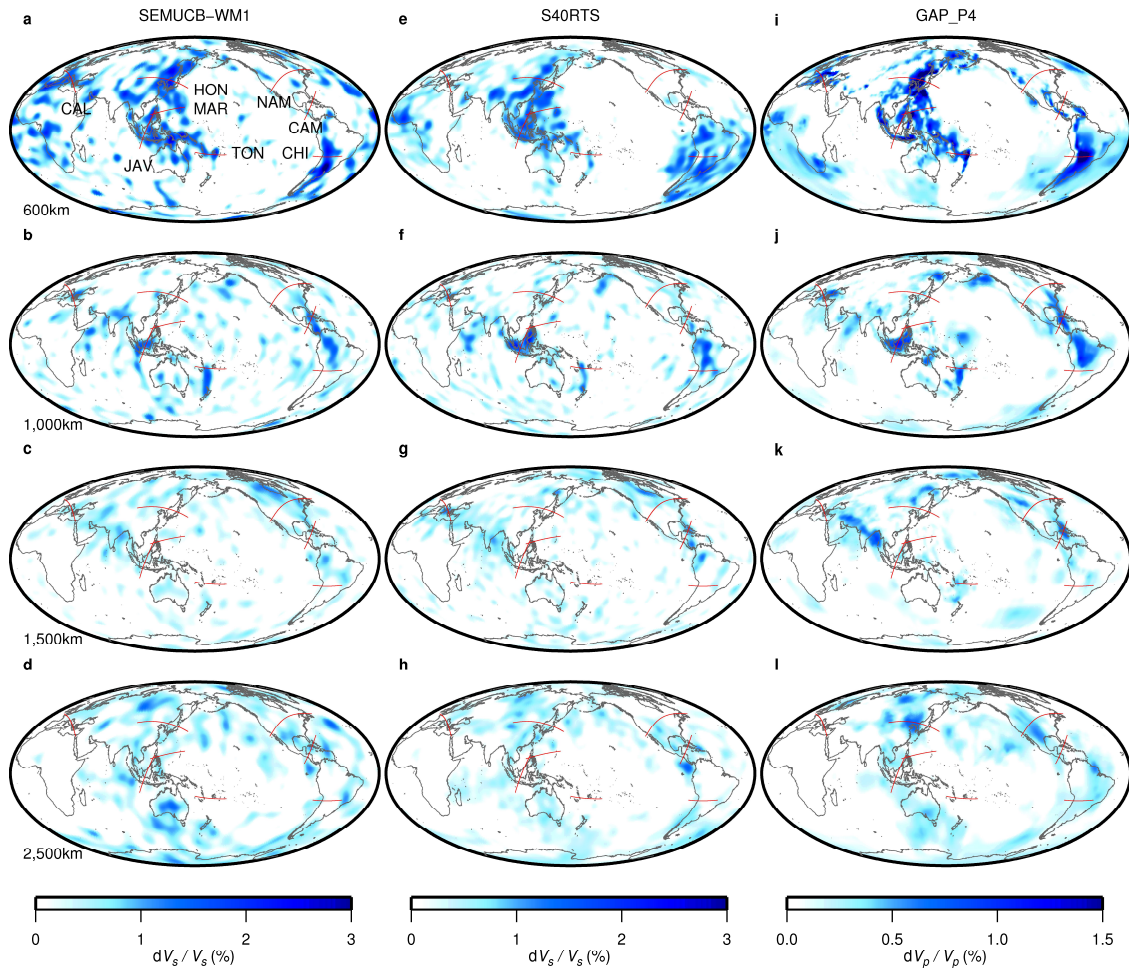 a
SEMUCB−WM1
e
S40RTS
i
GAP_P4
CAL
HON
MAR
NAM
CAM
JAV
TON
CHI
600km
b
f
j
1,000km
c
g
k
1,500km
d
h
l
2,500km
0
1
2
3
0
1
2
3
0.0
0.5
1.0
1.5
dVs / Vs (%)
dVs / Vs (%)
dVp / Vp (%)